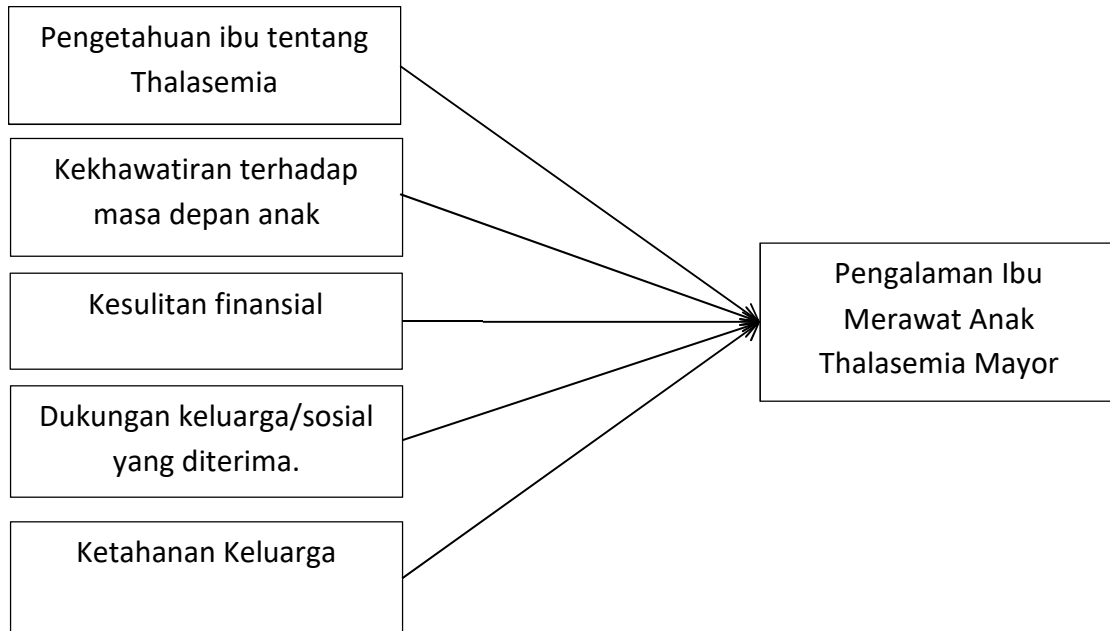 Pengetahuan ibu tentang
Thalasemia
Kekhawatiran terhadap
masa depan anak
Kesulitan finansial
Dukungan keluarga/sosial
yang diterima.
Ketahanan Keluarga
Pengalaman Ibu
Merawat Anak
Thalasemia Mayor